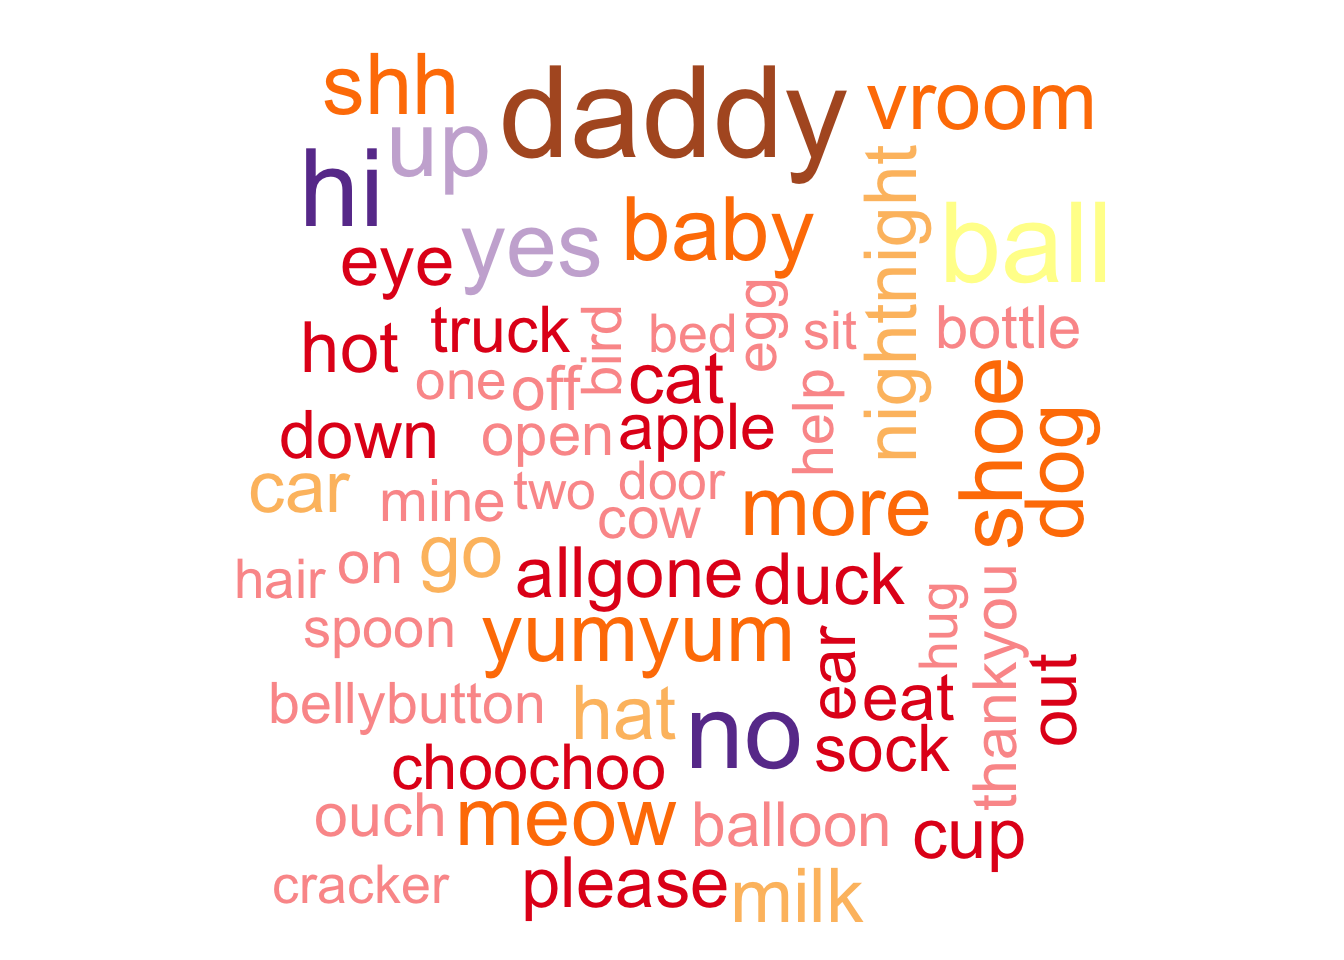 shh
daddy
vroom
up
hi
nightnight
baby
ball
yes
eye
truck
hot
bird
bed
egg
sit
bottle
one
off
cat
help
shoe
dog
down
open
apple
car
mine
two
door
cow
more
go
on
hair
allgone
duck
hug
thankyou
spoon
yumyum
ear
out
bellybutton
hat
no
eat
sock
choochoo
ouch
meow
balloon
cup
cracker
please
milk